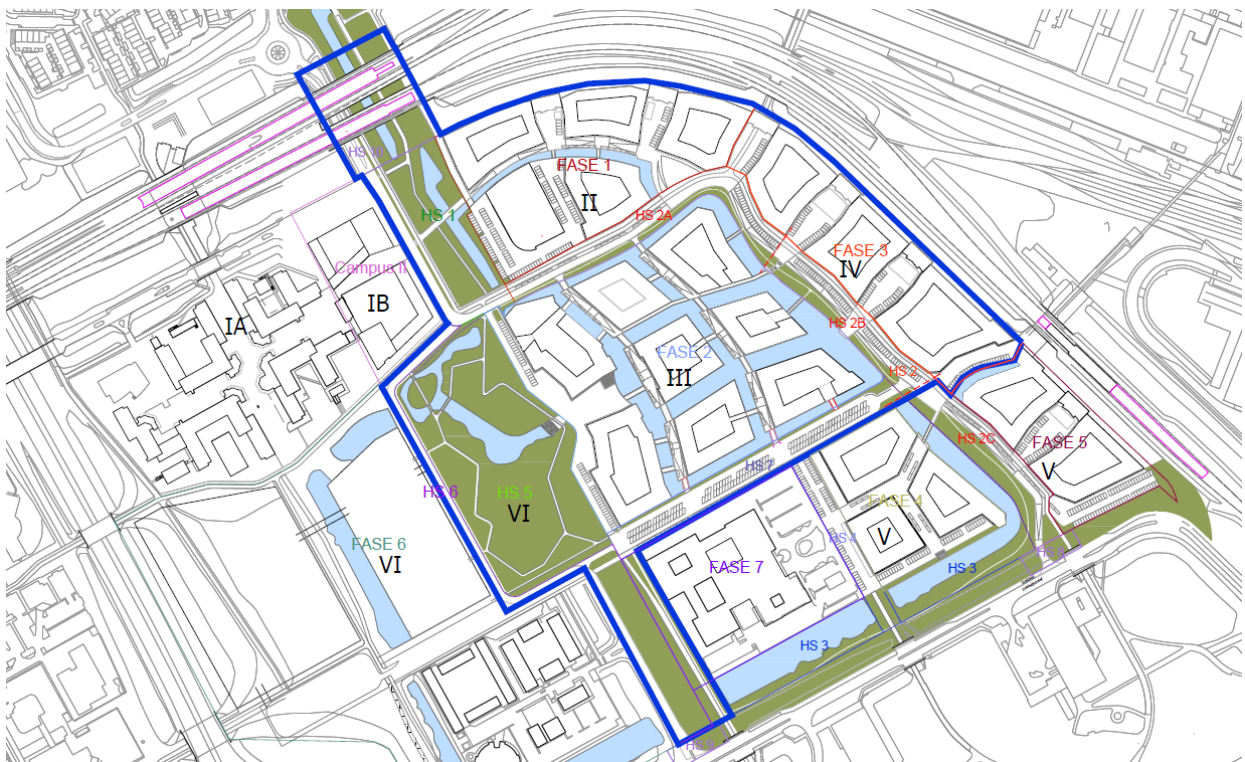 HS 10
FASE 1
II
HS 1
HS 2A
FASE 3
IV
Campus II
IB
IA
HS 2B
FASE 2
III
HS 2
HS 2C
FASE 5
V
HS 7
HS 6
HS 5
VI
FASE 4
V
HS 4
FASE 6
VI
FASE 7
HS 3
HS 3